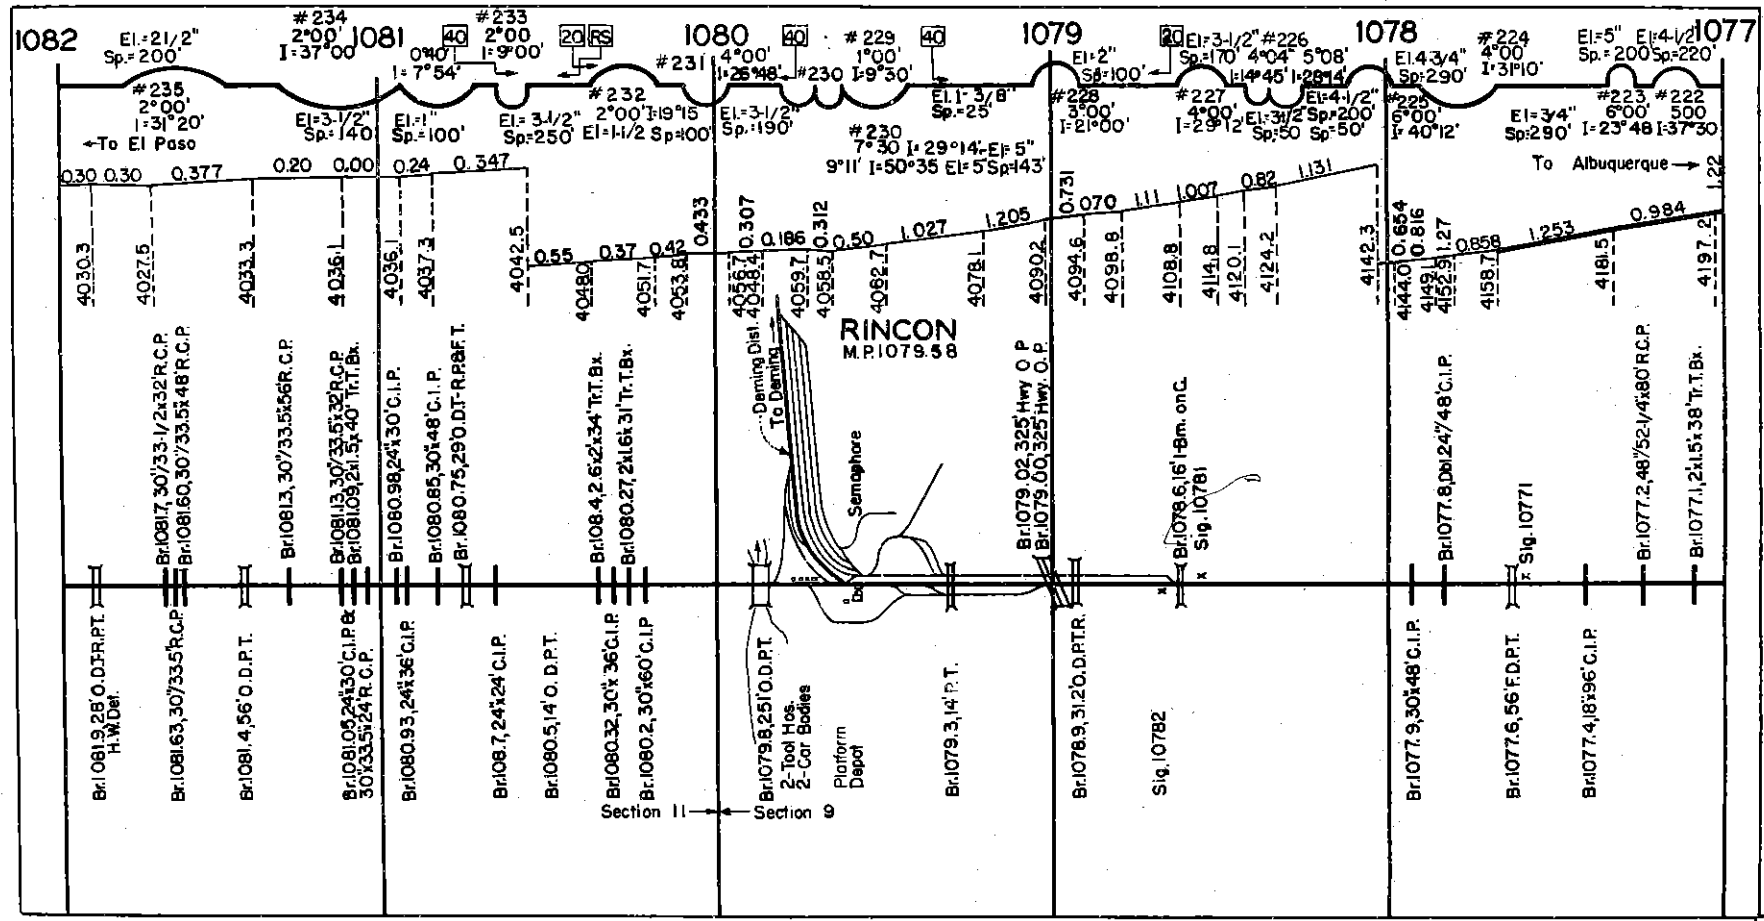 1082
El.=21/2"
Sp.=200'
#234
2°00'
I=37°00'
1081
40
0°40'
I=7°54'
#233
2°00
I=9°00'
20
RS
#231
1080
4°00'
I=26°48'
40
#230
#229
1°00'
I=9°30'
40
1079
El=2"
Sp=100'
20
El=3-1/2"
Sp=170'
#226
4°04"
I=14°45'
5°08'
I=28°14'
1078
El.4-3/4"
Sp=290'
#224
4°00'
I=31°10'
El=5"
Sp.=200'
El=4-1/2"
Sp=220'
1077
#235
2°00'
I=31°20'
El=3-1/2"
Sp.=140'
El.=1"
Sp=100'
El= 3-1/2"
Sp=250'
#232
2°00' I=19°15
El=1-1/2 Sp=100'
El.=3-1/2"
Sp.=190'
El.1-3/8"
Sp=25'
#230
7°30 I=29°14'-El=5"
9°11' I=50°35 El=5 Sp=143'
#228
3°00'
I=21°00'
#227
4°00'
I=29°12'
El.=3-1/2"
Sp=50
El=4-1/2"
Sp=200'
Sp=50'
#225
6°00'
I=40°12'
El=3/4"
Sp=290'
#223
6°00'
I=23°48
#222
500
I=37°30
←To El Paso
To Albuquerque→
0.30 0.30 0.377 0.20 0.00 0.24 0.347
0.55 0.37 0.42 0.433 0.307 0.186 0.312 0.50 1.027 1.205 0.731 0.070 1.11 1.007 0.82 1.131
0.654 0.816 1.27 0.858 1.253 0.984 1.22
4030.3
4027.5
4033.3
4036.1
4036.1
4037.3
4042.5
4048.0
4051.7
4053.8
4056.7
4048.4
4059.7
4058.5
4062.7
4078.1
4090.2
4094.6
4098.8
4108.8
4114.8
4120.1
4124.2
4142.3
4144.0
4149.1
4152.9
4158.7
4181.5
4197.2
RINCON
M.P.1079.58
Br.1081.7, 30"/33-1/2x32'R.C.P.
Br.1081.60,30"/33.5x48'R.C.P.
Br.1081.3, 30"/33.5x56'R.C.P.
Br.1081.13, 30"/33.5x32'R.C.P.
Br.1081.09,2'x1.5'x40' Tr.T.Bx.
Br.1080.98,24"x30'C.I.P.
Br.1080.85,30"x48'C.I.P.
Br.1080.75,29'O.D.T-R.P.B.F.T.
Br.108.4,2.6'x2'x34'Tr.T.Bx.
Br.1080.27,2'x1.6'x31'Tr.T.Bx.
Deming Dist.
To Deming
Semaphore
Br.1079.02,325' Hwy O P
Br.1079.00,325' Hwy. O.P.
Br.1078.6,16' I-Bm. on C.
Sig.10781
Br.1077.8,Dbl.24"/48'C.I.P.
Sig.10771
Br.1077.2,48"/52-1/4x80'R.C.P.
Br.1077.1,2'x1.5'x38'Tr.T.Bx.
Br.1081.9,28' O.D.T-R.P.T.
H.W. Det.
Br.1081.63,30"/33.5'R.C.P.
Br.1081.4,56'O.D.P.T.
Br.1081.05,24"x30'C.I.P.&
30"x33.5x24'R.C.P.
Br.1080.93,24"x36'C.I.P.
Br.108.7,24"x24'C.I.P.
Br.1080.5,14' O.D.P.T.
Br.1080.32,30"x36'C.I.P
Br.1080.2,30"x60'C.I.P
Br.1079.8,251'O.D.P.T.
2-Tool Hos.
2-Car Bodies
Platform
Depot
Br.1079.3,14'P.T.
Br.1078.9,31.2'O.D.P.T.R.
Sig.10782
Br.1077.9,30"x48'C.I.P.
Br.1077.6,56'F.D.P.T.
Br.1077.4,18"x96'C.I.P.
Section 11
Section 9